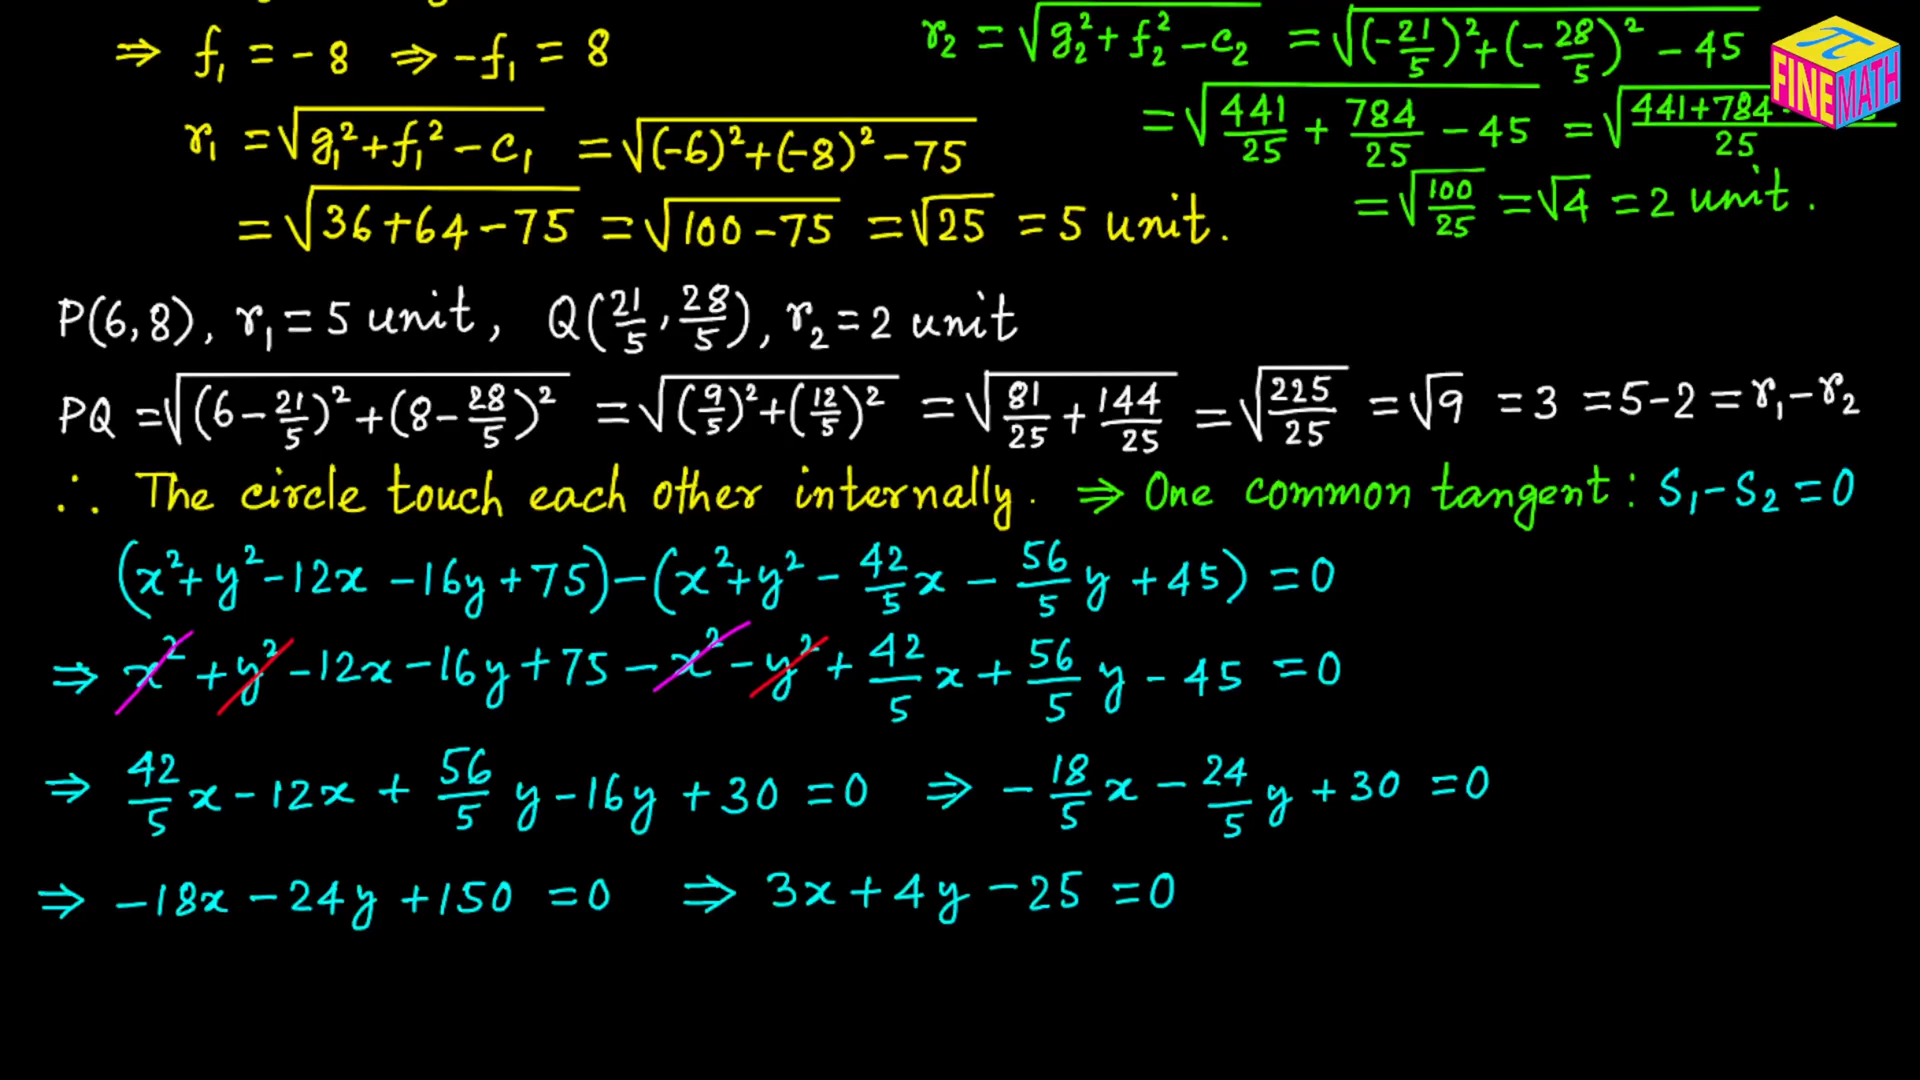 ⇒ f₁ = -8 ⇒ -f₁ = 8
r₁ = √(g₁² + f₁² - c₁) = √((-6)² + (-8)² - 75)
= √(36+64-75) = √(100-75) = √25 = 5 unit.
r₂ = √(g₂² + f₂² - c₂) = √((-21/5)² + (-28/5)² - 45)
= √(441/25 + 784/25 - 45) = √(441+784 /25)
= √(100/25) = √4 = 2 unit.
π
FINE MATH
P(6,8), r₁ = 5 unit, Q(21/5, 28/5), r₂ = 2 unit
PQ = √((6 - 21/5)² + (8 - 28/5)²) = √((9/5)² + (12/5)²) = √(81/25 + 144/25) = √(225/25) = √9 = 3 = 5-2 = r₁-r₂
∴ The circle touch each other internally. ⇒ One common tangent: S₁-S₂ = 0
(x² + y² - 12x - 16y + 75) - (x² + y² - 42/5 x - 56/5 y + 45) = 0
⇒ x² + y² - 12x - 16y + 75 - x² - y² + 42/5 x + 56/5 y - 45 = 0
⇒ 42/5 x - 12x + 56/5 y - 16y + 30 = 0 ⇒ - 18/5 x - 24/5 y + 30 = 0
⇒ -18x - 24y + 150 = 0 ⇒ 3x + 4y - 25 = 0